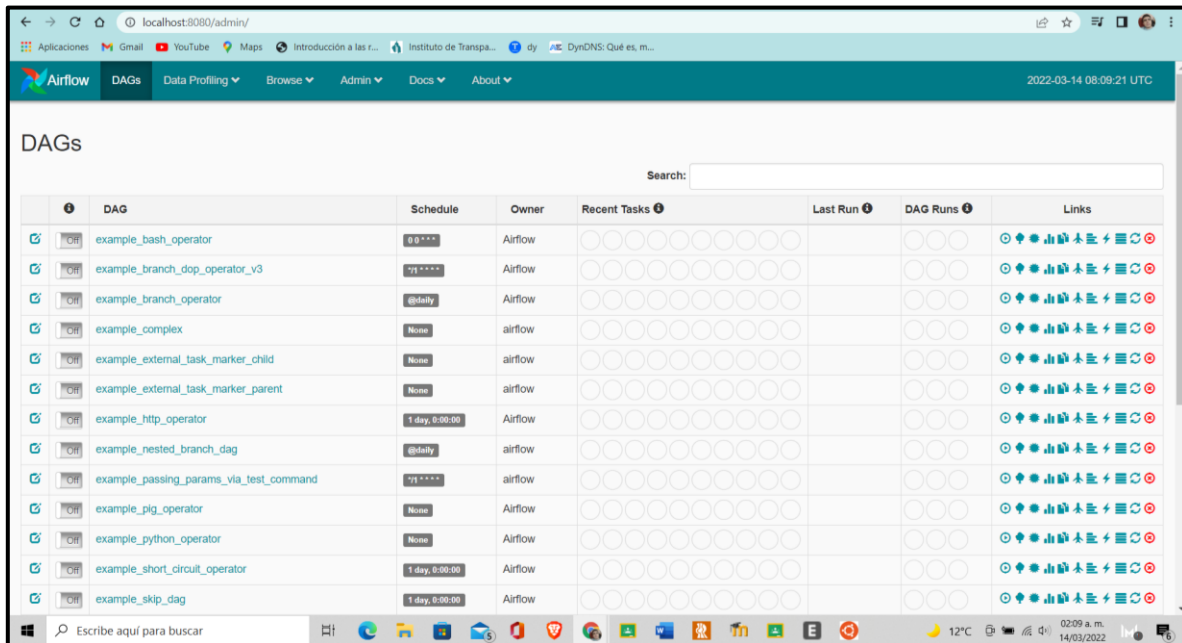 localhost:8080/admin/
Aplicaciones Gmail YouTube Maps Introducción a las r... Instituto de Transpa... dy DynDNS: Qué es, m...
Airflow DAGs Data Profiling Browse Admin Docs About 2022-03-14 08:09:21 UTC
DAGs
Search:
DAG Schedule Owner Recent Tasks Last Run DAG Runs Links
Off example_bash_operator 0 0 * * * Airflow
Off example_branch_dop_operator_v3 */1 * * * * Airflow
Off example_branch_operator @daily Airflow
Off example_complex None airflow
Off example_external_task_marker_child None airflow
Off example_external_task_marker_parent None airflow
Off example_http_operator 1 day, 0:00:00 Airflow
Off example_nested_branch_dag @daily airflow
Off example_passing_params_via_test_command */1 * * * * airflow
Off example_pig_operator None Airflow
Off example_python_operator None Airflow
Off example_short_circuit_operator 1 day, 0:00:00 Airflow
Off example_skip_dag 1 day, 0:00:00 Airflow
Escribe aquí para buscar 12°C 02:09 a. m.
14/03/2022